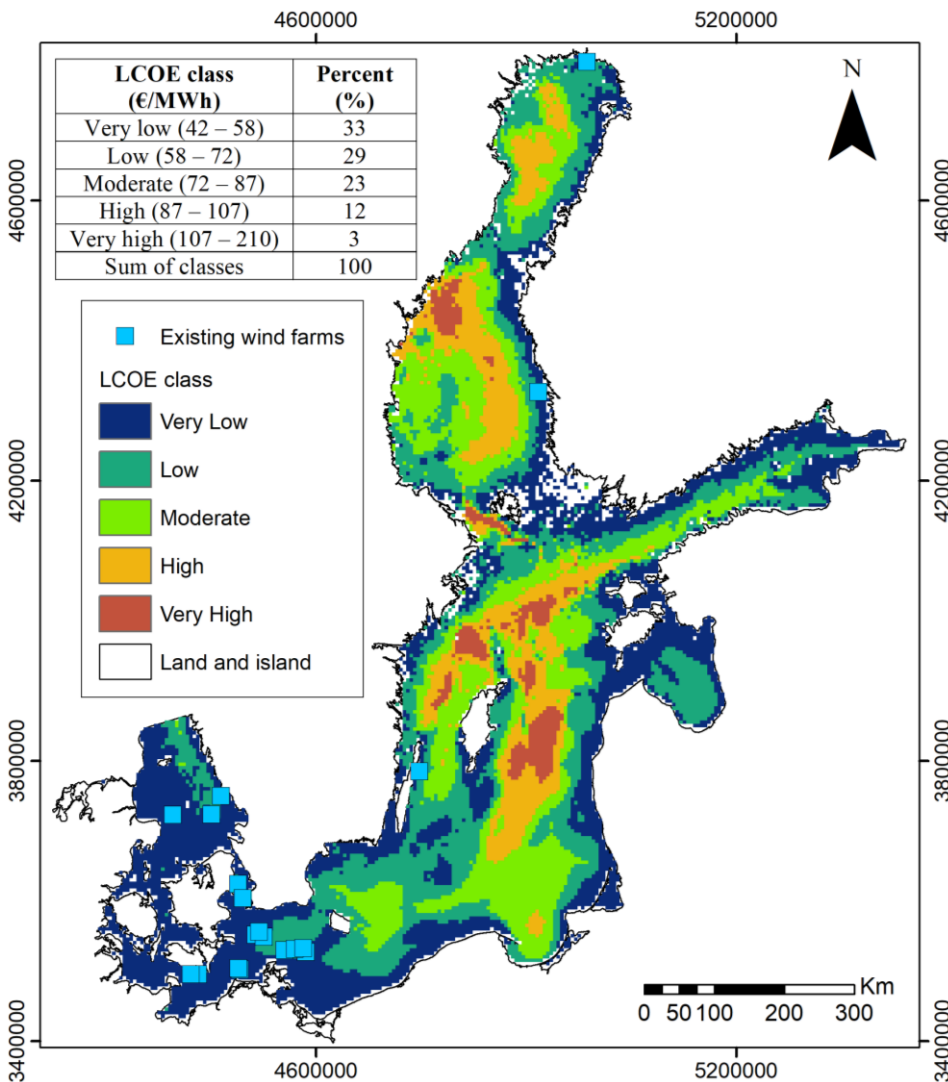 4600000 5200000
LCOE class Percent
(€/MWh) (%)
Very low (42 – 58) 33
Low (58 – 72) 29
Moderate (72 – 87) 23
High (87 – 107) 12
Very high (107 – 210) 3
Sum of classes 100
N
4600000 4600000
Existing wind farms
LCOE class
Very Low
Low
Moderate
High
Very High
Land and island
4200000 4200000
3800000 3800000
Km
0 50 100 200 300
3400000 3400000
4600000 5200000